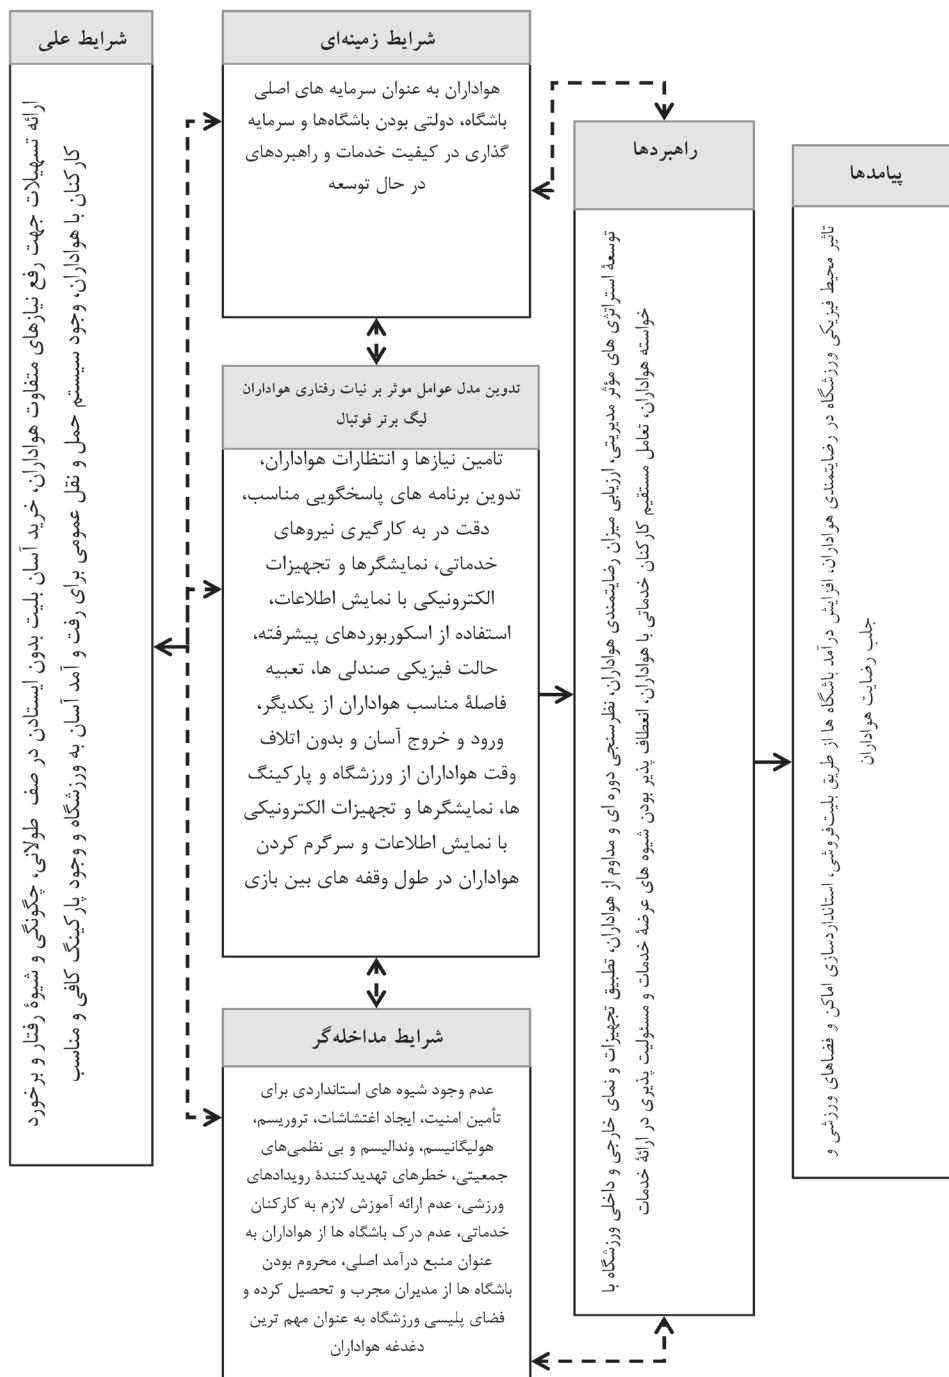 شرایط علی
ارائه تسهیلات جهت رفع نیازهای متفاوت هواداران، خرید آسان بلیت بدون ایستادن در صف طولانی، چگونگی و شیوهٔ رفتار و برخورد
کارکنان با هواداران، وجود سیستم حمل و نقل عمومی برای رفت و آمد آسان به ورزشگاه و وجود پارکینگ کافی و مناسب
شرایط زمینه‌ای
هواداران به عنوان سرمایه های اصلی
باشگاه، دولتی بودن باشگاه‌ها و سرمایه
گذاری در کیفیت خدمات و راهبردهای
در حال توسعه
تدوین مدل عوامل موثر بر نیات رفتاری هواداران
لیگ برتر فوتبال
تامین نیازها و انتظارات هواداران،
تدوین برنامه های پاسخگویی مناسب،
دقت در به کارگیری نیروهای
خدماتی، نمایشگرها و تجهیزات
الکترونیکی با نمایش اطلاعات،
استفاده از اسکوربوردهای پیشرفته،
حالت فیزیکی صندلی ها، تعبیه
فاصلهٔ مناسب هواداران از یکدیگر،
ورود و خروج آسان و بدون اتلاف
وقت هواداران از ورزشگاه و پارکینگ
ها، نمایشگرها و تجهیزات الکترونیکی
با نمایش اطلاعات و سرگرم کردن
هواداران در طول وقفه های بین بازی
شرایط مداخله‌گر
عدم وجود شیوه های استانداردی برای
تأمین امنیت، ایجاد اغتشاشات، تروریسم،
هولیگانیسم، وندالیسم و بی نظمی‌های
جمعیتی، خطرهای تهدیدکنندهٔ رویدادهای
ورزشی، عدم ارائه آموزش لازم به کارکنان
خدماتی، عدم درک باشگاه ها از هواداران به
عنوان منبع درآمد اصلی، محروم بودن
باشگاه ها از مدیران مجرب و تحصیل کرده و
فضای پلیسی ورزشگاه به عنوان مهم ترین
دغدغه هواداران
راهبردها
توسعهٔ استراتژی های مؤثر مدیریتی، ارزیابی میزان رضایتمندی هواداران، نظرسنجی دوره ای و مداوم از هواداران، تطبیق تجهیزات و نمای خارجی و داخلی ورزشگاه با
خواسته هواداران، تعامل مستقیم کارکنان خدماتی با هواداران، انعطاف پذیر بودن شیوه های عرضهٔ خدمات و مسئولیت پذیری در ارائهٔ خدمات
پیامدها
تاثیر محیط فیزیکی ورزشگاه در رضایتمندی هواداران، افزایش درآمد باشگاه ها از طریق بلیت‌فروشی، استانداردسازی اماکن و فضاهای ورزشی و
جلب رضایت هواداران